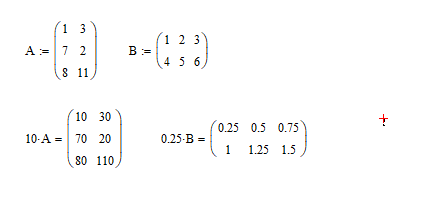 A := ( 1 3 7 2 8 11 )
B := ( 1 2 3 4 5 6 )
10·A = ( 10 30 70 20 80 110 )
0.25·B = ( 0.25 0.5 0.75 1 1.25 1.5 )